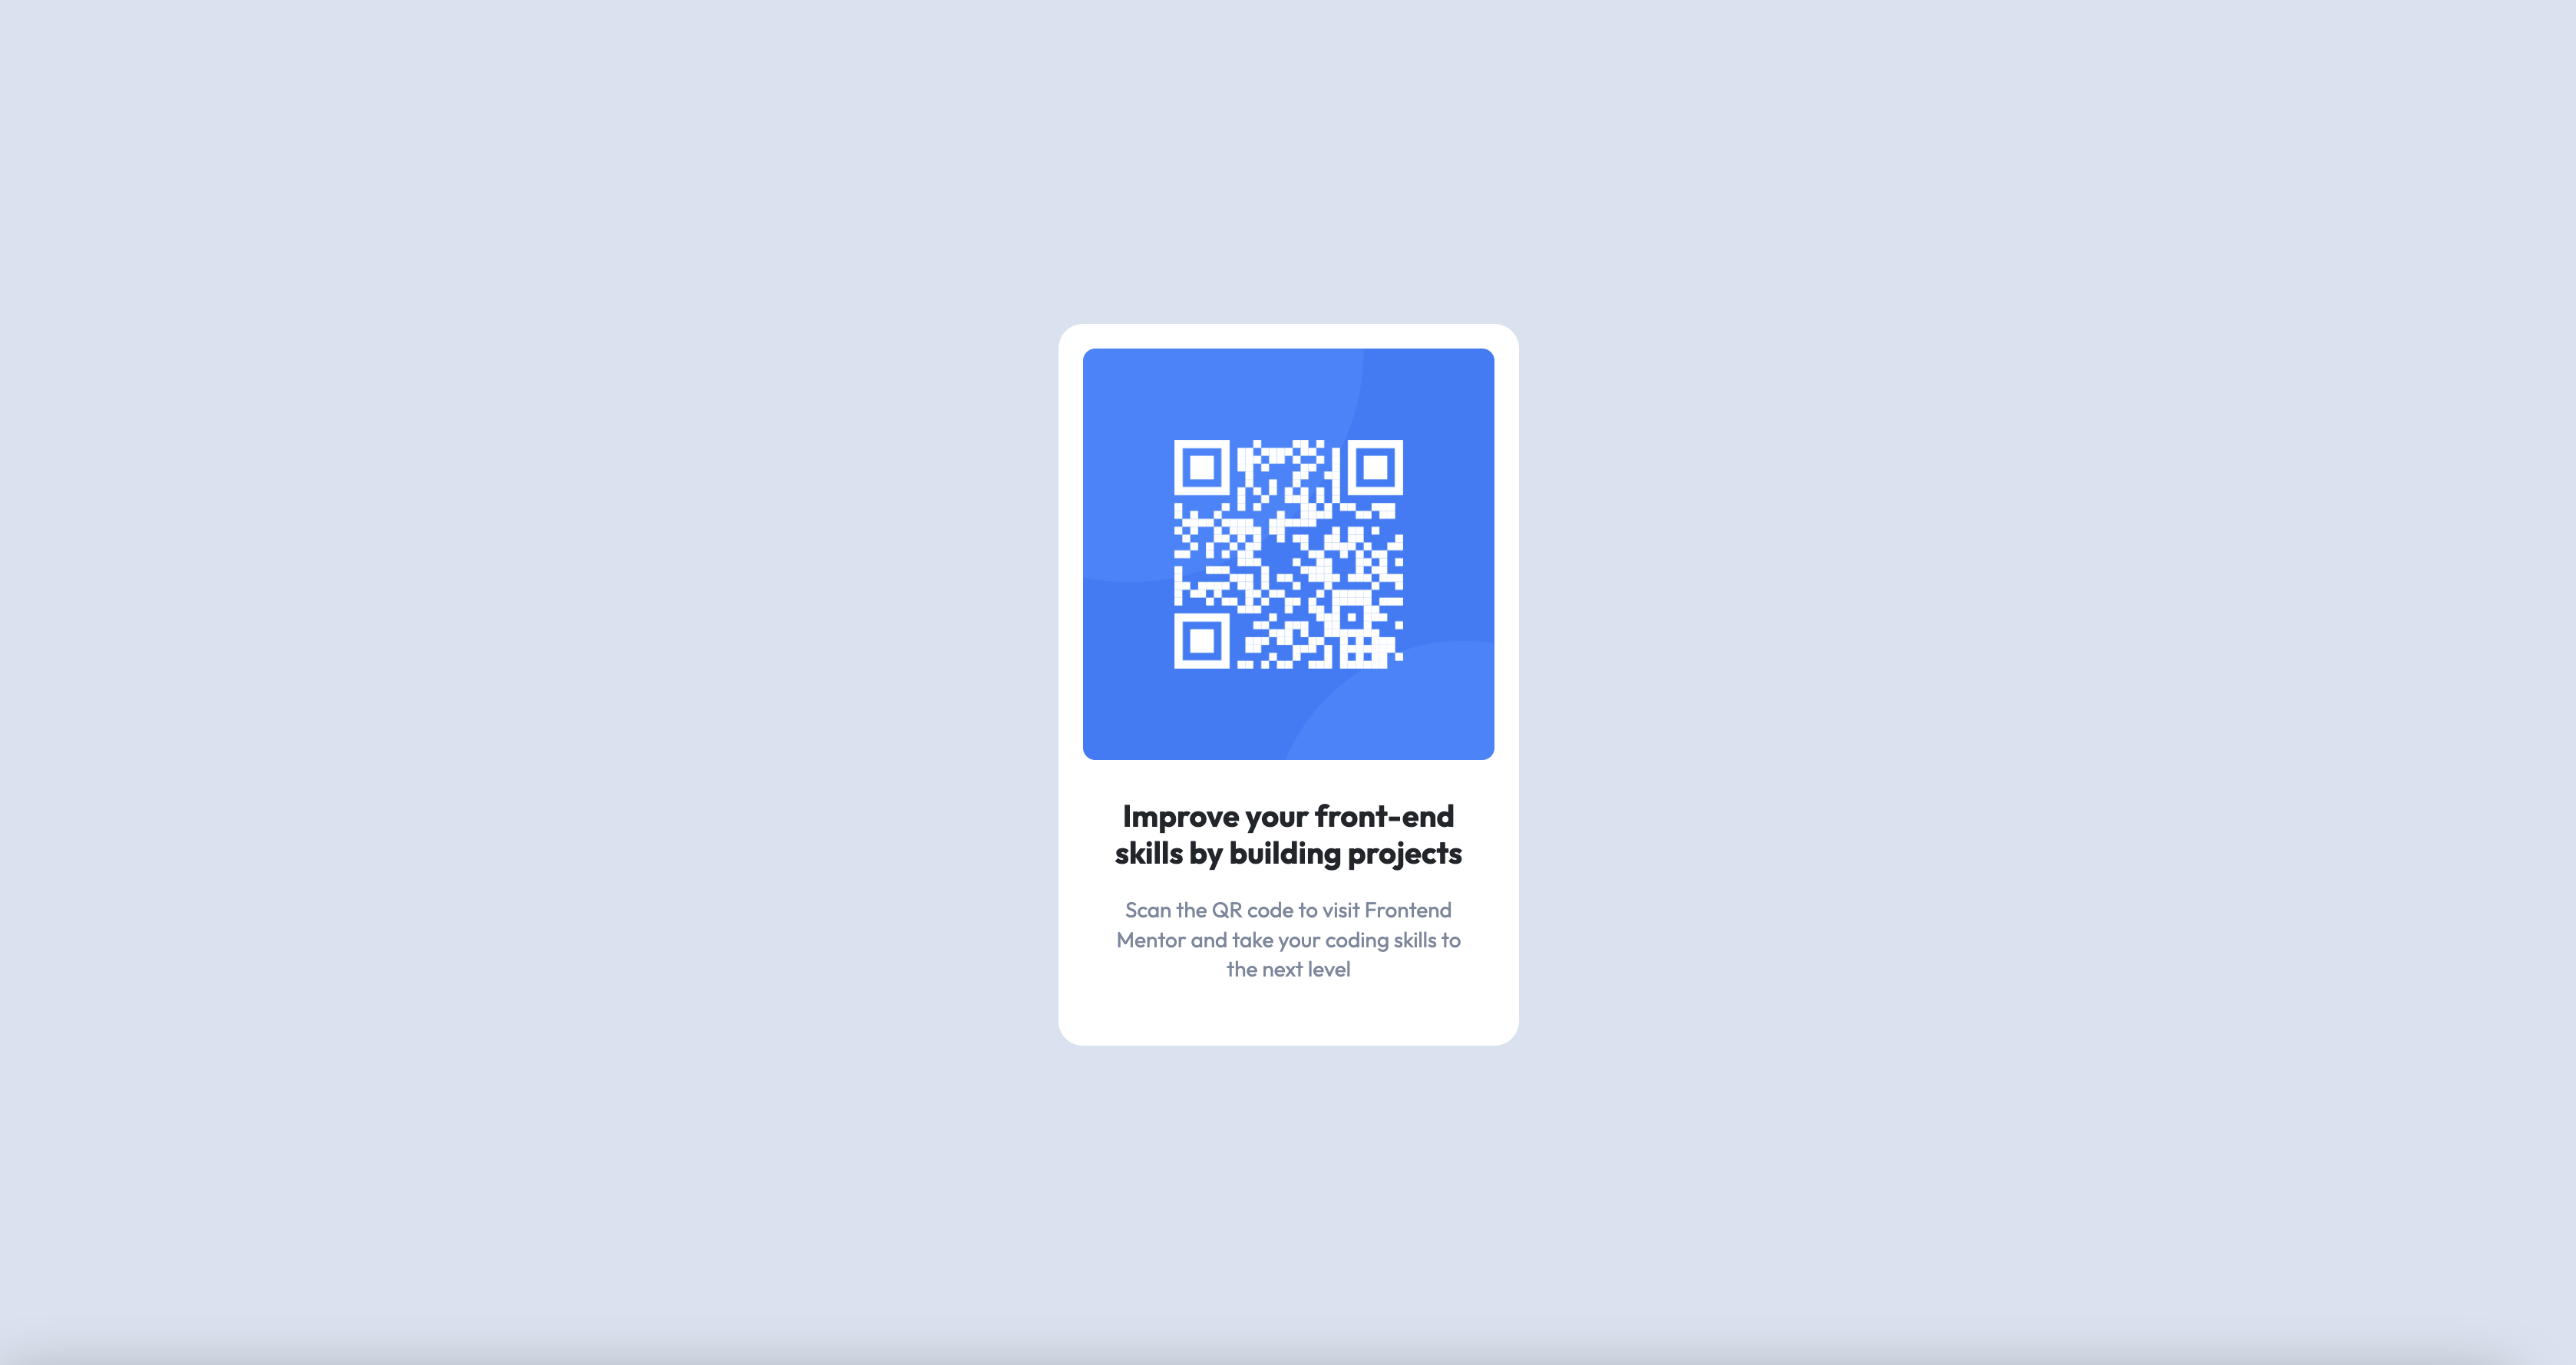 Improve your front-end
skills by building projects
Scan the QR code to visit Frontend
Mentor and take your coding skills to
the next level